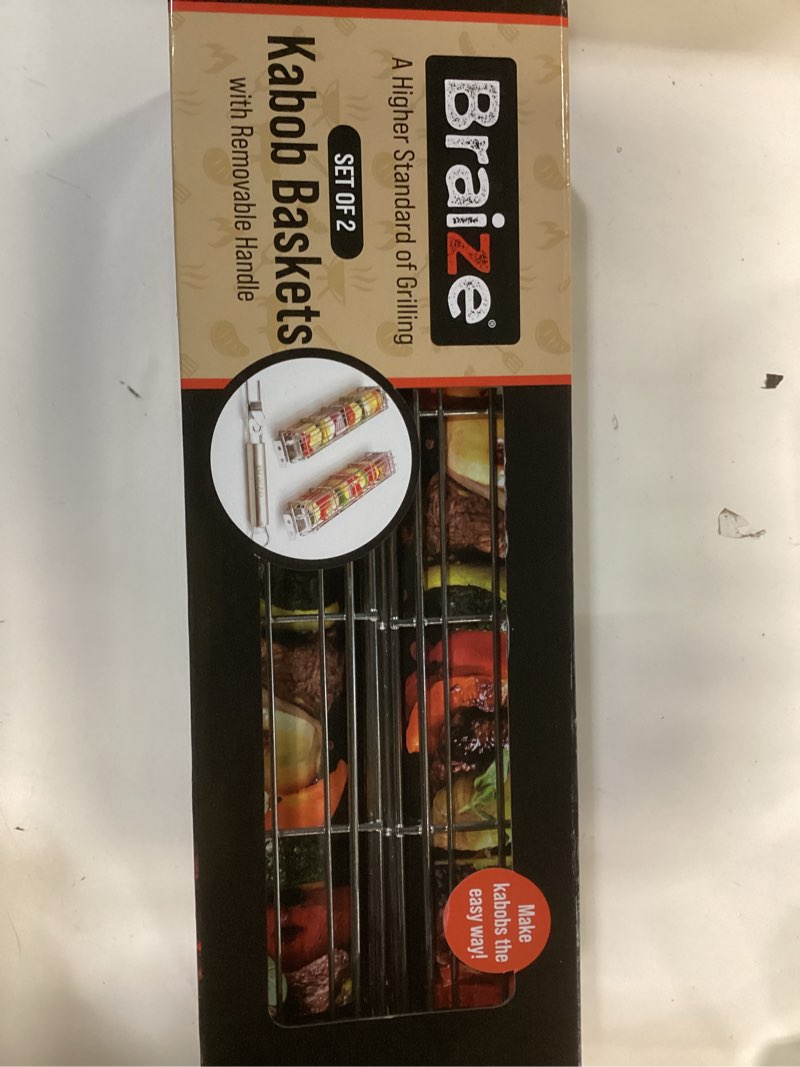 Braize®
A Higher Standard of Grilling
SET OF 2
Kabob Baskets
with Removable Handle
Make
kabobs the
easy way!